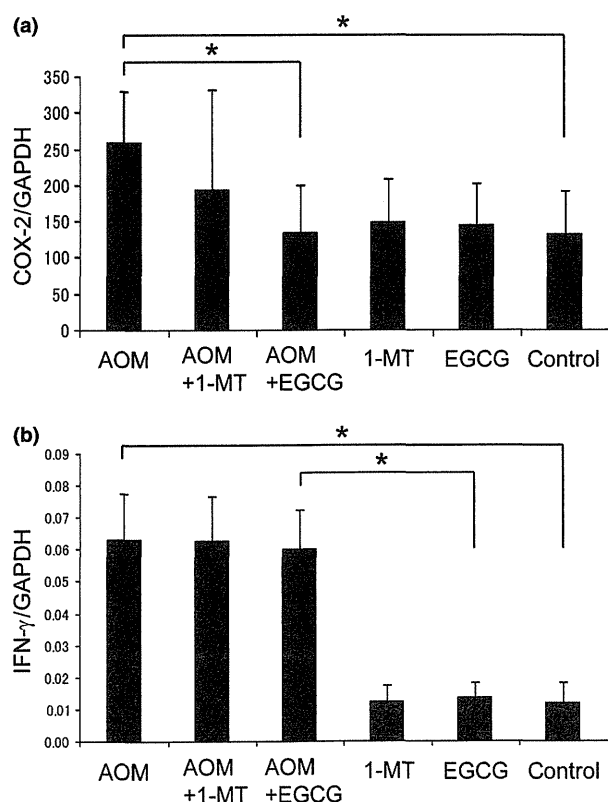 (a)
*
*
COX-2/GAPDH
350
300
250
200
150
100
50
0
AOM
AOM
+1-MT
AOM
+EGCG
1-MT
EGCG
Control
(b)
*
*
IFN-γ/GAPDH
0.09
0.08
0.07
0.06
0.05
0.04
0.03
0.02
0.01
0.00
AOM
AOM
+1-MT
AOM
+EGCG
1-MT
EGCG
Control